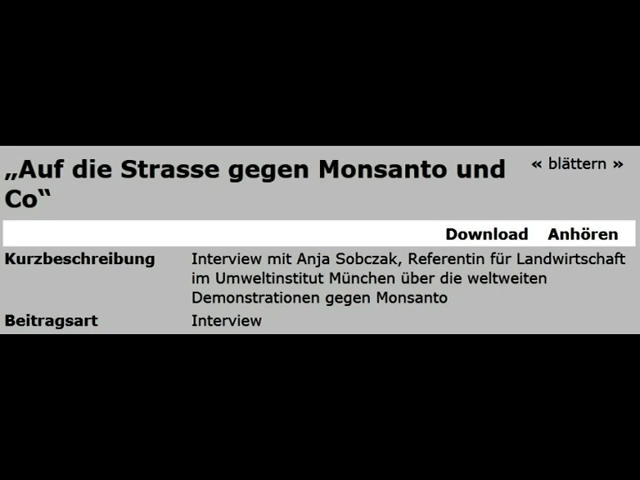 „Auf die Strasse gegen Monsanto und
Co“
« blättern »
Download Anhören
Kurzbeschreibung Interview mit Anja Sobczak, Referentin für Landwirtschaft
im Umweltinstitut München über die weltweiten
Demonstrationen gegen Monsanto
Beitragsart Interview